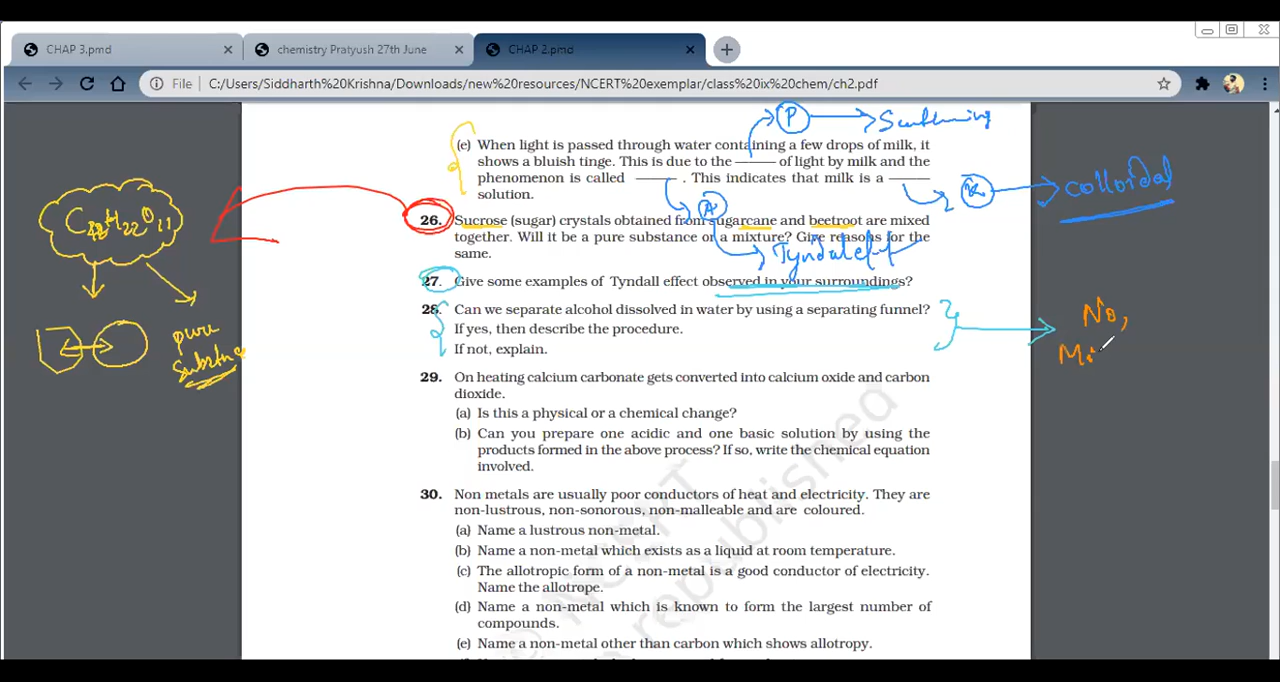 CHAP 3.pmd
chemistry Pratyush 27th June
CHAP 2.pmd
File
C:/Users/Siddharth%20Krishna/Downloads/new%20resources/NCERT%20exemplar/class%20ix%20chem/ch2.pdf
P
Scattering
(e) When light is passed through water containing a few drops of milk, it
shows a bluish tinge. This is due to the ——— of light by milk and the
phenomenon is called ——— . This indicates that milk is a ———
solution.
colloidal
26. Sucrose (sugar) crystals obtained from sugarcane and beetroot are mixed
together. Will it be a pure substance or a mixture? Give reasons for the
same.
27. Give some examples of Tyndall effect observed in your surroundings?
28. Can we separate alcohol dissolved in water by using a separating funnel?
If yes, then describe the procedure.
If not, explain.
No,
Mi
pure
29. On heating calcium carbonate gets converted into calcium oxide and carbon
dioxide.
(a) Is this a physical or a chemical change?
(b) Can you prepare one acidic and one basic solution by using the
products formed in the above process? If so, write the chemical equation
involved.
30. Non metals are usually poor conductors of heat and electricity. They are
non-lustrous, non-sonorous, non-malleable and are coloured.
(a) Name a lustrous non-metal.
(b) Name a non-metal which exists as a liquid at room temperature.
(c) The allotropic form of a non-metal is a good conductor of electricity.
Name the allotrope.
(d) Name a non-metal which is known to form the largest number of
compounds.
(e) Name a non-metal other than carbon which shows allotropy.
© NCERT
republished